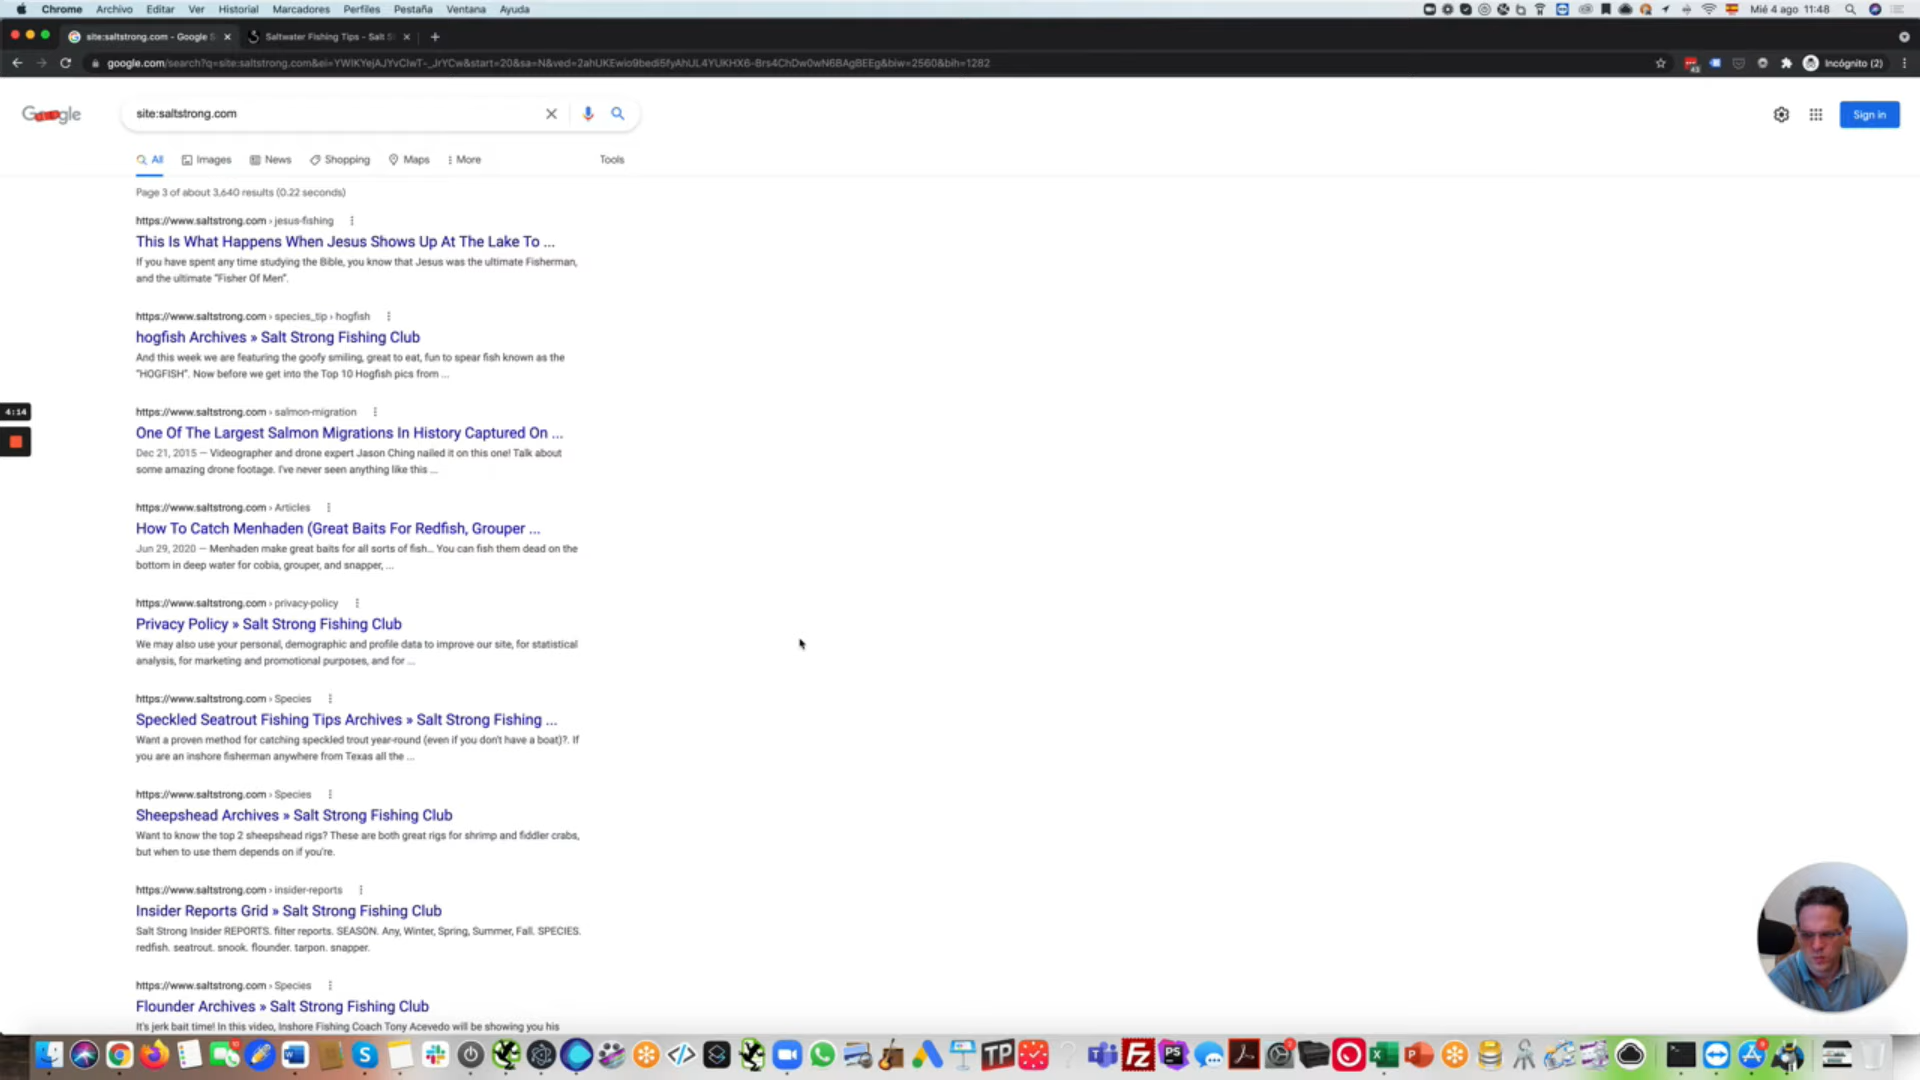 Chrome Archivo Editar Ver Historial Marcadores Perfiles Pestaña Ventana Ayuda Mié 4 ago 11:48
site:saltstrong.com - Google S Saltwater Fishing Tips - Salt S
google.com/search?q=site:saltstrong.com&ei=YWIKYejAJYvClwT-_JrYCw&start=20&sa=N&ved=2ahUKEwio9bedi5fyAhUL4YUKHX6-Brs4ChDw0wN6BAgBEEg&biw=2560&bih=1282 Incógnito (2)
site:saltstrong.com Sign in
All Images News Shopping Maps More Tools
Page 3 of about 3,640 results (0.22 seconds)
https://www.saltstrong.com › jesus-fishing
This Is What Happens When Jesus Shows Up At The Lake To ...
If you have spent any time studying the Bible, you know that Jesus was the ultimate Fisherman,
and the ultimate “Fisher Of Men”.
https://www.saltstrong.com › species_tip › hogfish
hogfish Archives » Salt Strong Fishing Club
And this week we are featuring the goofy smiling, great to eat, fun to spear fish known as the
“HOGFISH”. Now before we get into the Top 10 Hogfish pics from ...
4:14
https://www.saltstrong.com › salmon-migration
One Of The Largest Salmon Migrations In History Captured On ...
Dec 21, 2015 — Videographer and drone expert Jason Ching nailed it on this one! Talk about
some amazing drone footage. I've never seen anything like this ...
https://www.saltstrong.com › Articles
How To Catch Menhaden (Great Baits For Redfish, Grouper ...
Jun 29, 2020 — Menhaden make great baits for all sorts of fish... You can fish them dead on the
bottom in deep water for cobia, grouper, and snapper, ...
https://www.saltstrong.com › privacy-policy
Privacy Policy » Salt Strong Fishing Club
We may also use your personal, demographic and profile data to improve our site, for statistical
analysis, for marketing and promotional purposes, and for ...
https://www.saltstrong.com › Species
Speckled Seatrout Fishing Tips Archives » Salt Strong Fishing ...
Want a proven method for catching speckled trout year-round (even if you don't have a boat)?. If
you are an inshore fisherman anywhere from Texas all the ...
https://www.saltstrong.com › Species
Sheepshead Archives » Salt Strong Fishing Club
Want to know the top 2 sheepshead rigs? These are both great rigs for shrimp and fiddler crabs,
but when to use them depends on if you're.
https://www.saltstrong.com › insider-reports
Insider Reports Grid » Salt Strong Fishing Club
Salt Strong Insider REPORTS. filter reports. SEASON. Any, Winter, Spring, Summer, Fall. SPECIES.
redfish. seatrout. snook. flounder. tarpon. snapper.
https://www.saltstrong.com › Species
Flounder Archives » Salt Strong Fishing Club
It's jerk bait time! In this video, Inshore Fishing Coach Tony Acevedo will be showing you his
TP